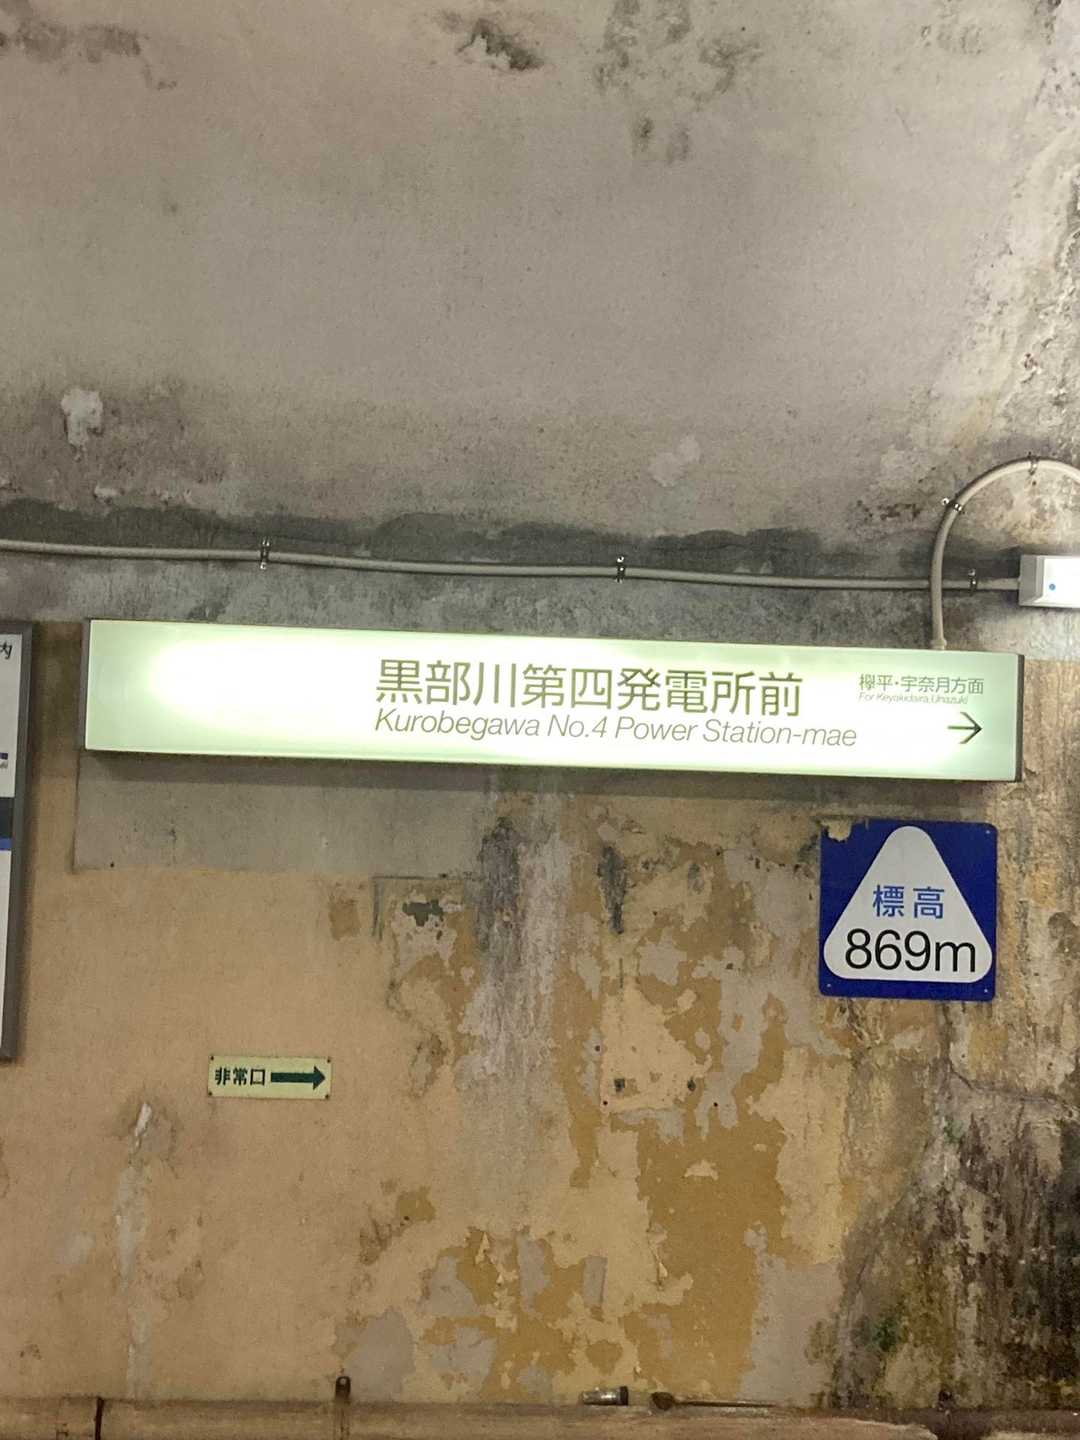 黒部川第四発電所前
Kurobegawa No.4 Power Station-mae
欅平・宇奈月方面
For Keyakidaira,Unazuki
→
標高
869m
非常口→
内